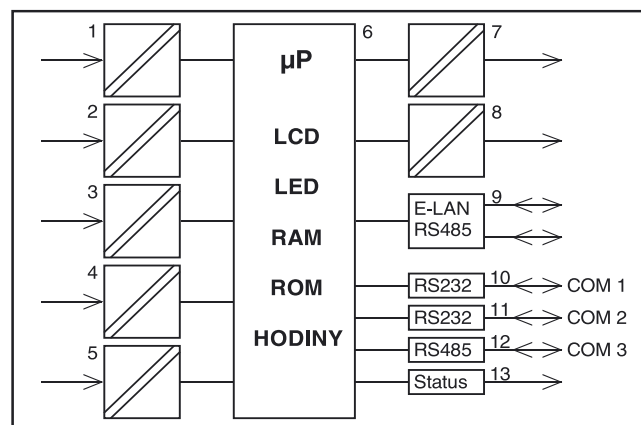 1
2
3
4
5
µP
LCD
LED
RAM
ROM
HODINY
6
7
8
9
E-LAN
RS485
RS232
10
COM 1
RS232
11
COM 2
RS485
12
COM 3
Status
13